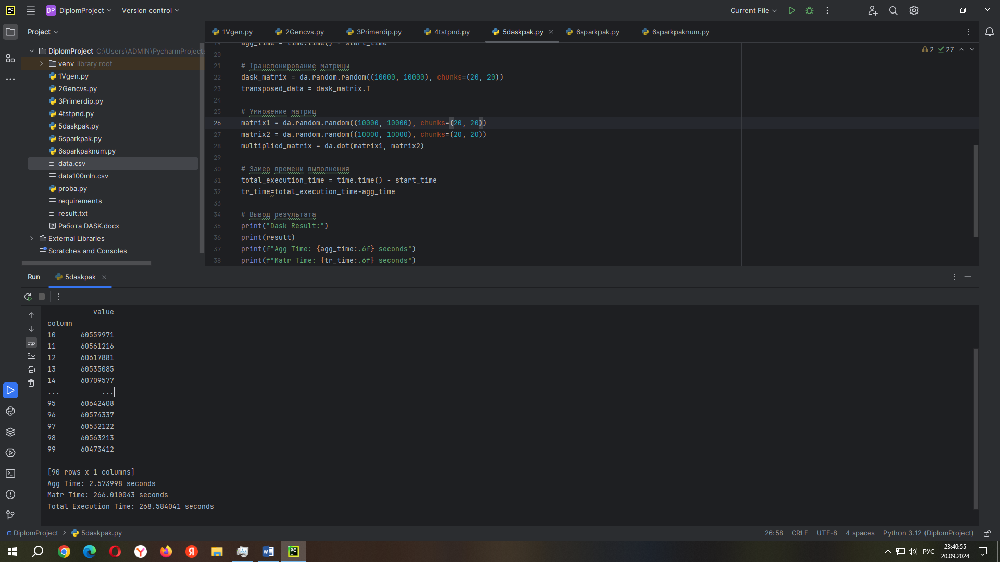 PC DP DiplomProject Version control Current File
Project
1Vgen.py 2Gencvs.py 3Primerdip.py 4tstpnd.py 5daskpak.py 6sparkpak.py 6sparkpaknum.py
DiplomProject C:\Users\ADMIN\PycharmProjects
venv library root
1Vgen.py
2Gencvs.py
3Primerdip.py
4tstpnd.py
5daskpak.py
6sparkpak.py
6sparkpaknum.py
data.csv
data100mln.csv
proba.py
requirements
result.txt
Работа DASK.docx
External Libraries
Scratches and Consoles
2 27
19 agg_time = time.time() - start_time
20
21 # Транспонирование матрицы
22 dask_matrix = da.random.random((10000, 10000), chunks=(20, 20))
23 transposed_data = dask_matrix.T
24
25 # Умножение матриц
26 matrix1 = da.random.random((10000, 10000), chunks=(20, 20))
27 matrix2 = da.random.random((10000, 10000), chunks=(20, 20))
28 multiplied_matrix = da.dot(matrix1, matrix2)
29
30 # Замер времени выполнения
31 total_execution_time = time.time() - start_time
32 tr_time=total_execution_time-agg_time
33
34 # Вывод результата
35 print("Dask Result:")
36 print(result)
37 print(f"Agg Time: {agg_time:.6f} seconds")
38 print(f"Matr Time: {tr_time:.6f} seconds")
Run 5daskpak
value
column
10 60559971
11 60561216
12 60617881
13 60535085
14 60709577
... ...
95 60642408
96 60574337
97 60532122
98 60563213
99 60473412
[90 rows x 1 columns]
Agg Time: 2.573998 seconds
Matr Time: 266.010043 seconds
Total Execution Time: 268.584041 seconds
DiplomProject 5daskpak.py 26:58 CRLF UTF-8 4 spaces Python 3.12 (DiplomProject)
РУС 23:40:55
20.09.2024